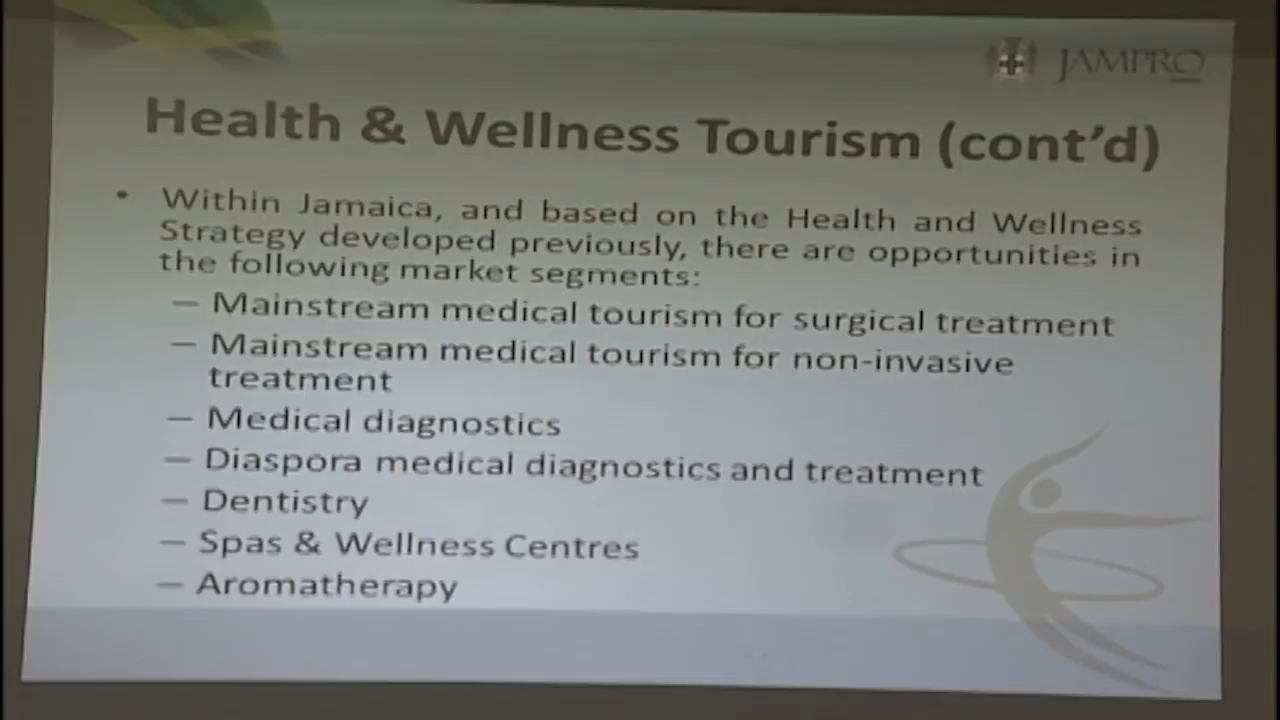 JAMPRO
Health & Wellness Tourism (cont'd)
• Within Jamaica, and based on the Health and Wellness
Strategy developed previously, there are opportunities in
the following market segments:
– Mainstream medical tourism for surgical treatment
– Mainstream medical tourism for non-invasive
treatment
– Medical diagnostics
– Diaspora medical diagnostics and treatment
– Dentistry
– Spas & Wellness Centres
– Aromatherapy